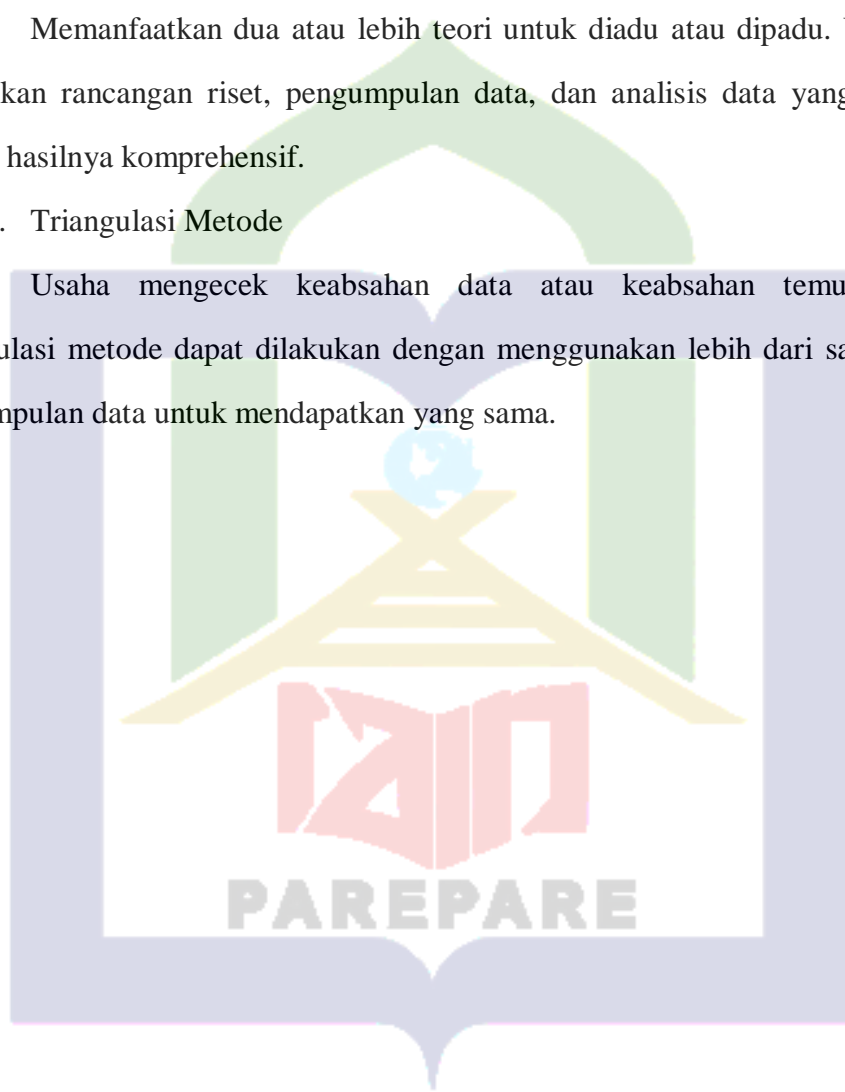 Memanfaatkan dua atau lebih teori untuk diadu atau dipadu.
kan rancangan riset, pengumpulan data, dan analisis data yang
hasilnya komprehensif.
. Triangulasi Metode
Usaha mengecek keabsahan data atau keabsahan temu
ulasi metode dapat dilakukan dengan menggunakan lebih dari sa
mpulan data untuk mendapatkan yang sama.
iain
PAREPARE